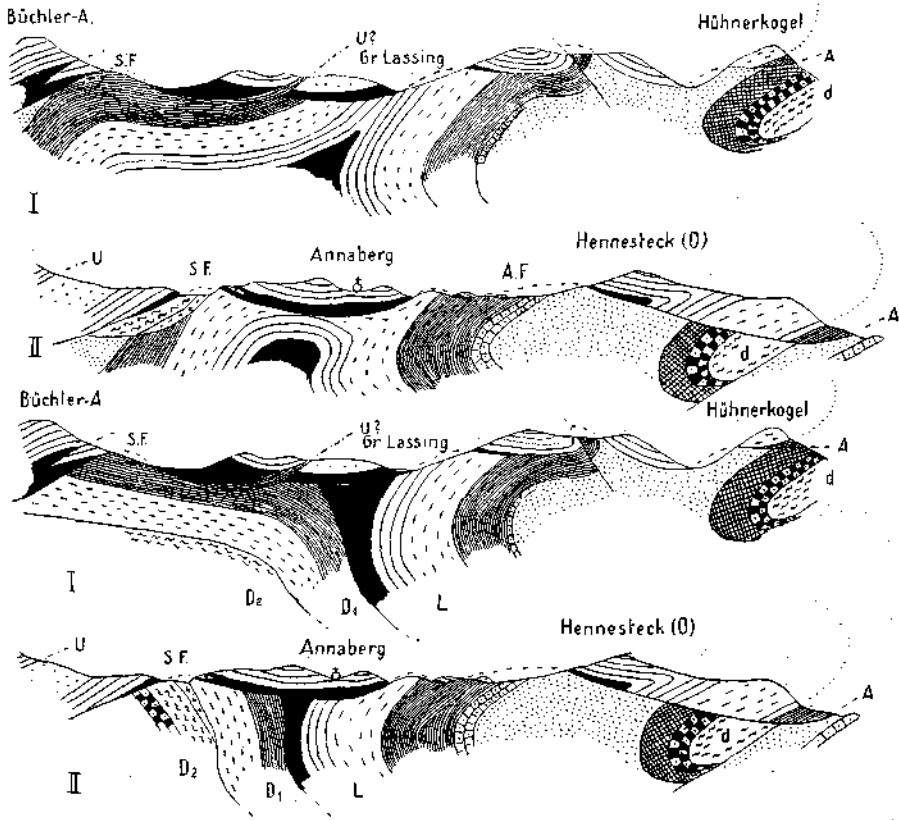 Büchler-A. Hühnerkogel
S.F. U? A
Gr Lassing d
I
Hennesteck (Ö)
U S.F. Annaberg A.F
A
II d
Büchler-A Hühnerkogel
S.F. U? A
Gr Lassing d
I
D₂ D₁ L
Hennesteck (Ö)
U S.F. Annaberg
A
d
II D₂ D₁ L